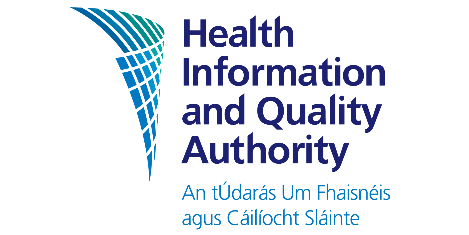 Health
Information
and Quality
Authority
An tÚdarás Um Fhaisnéis
agus Cáilíocht Sláinte